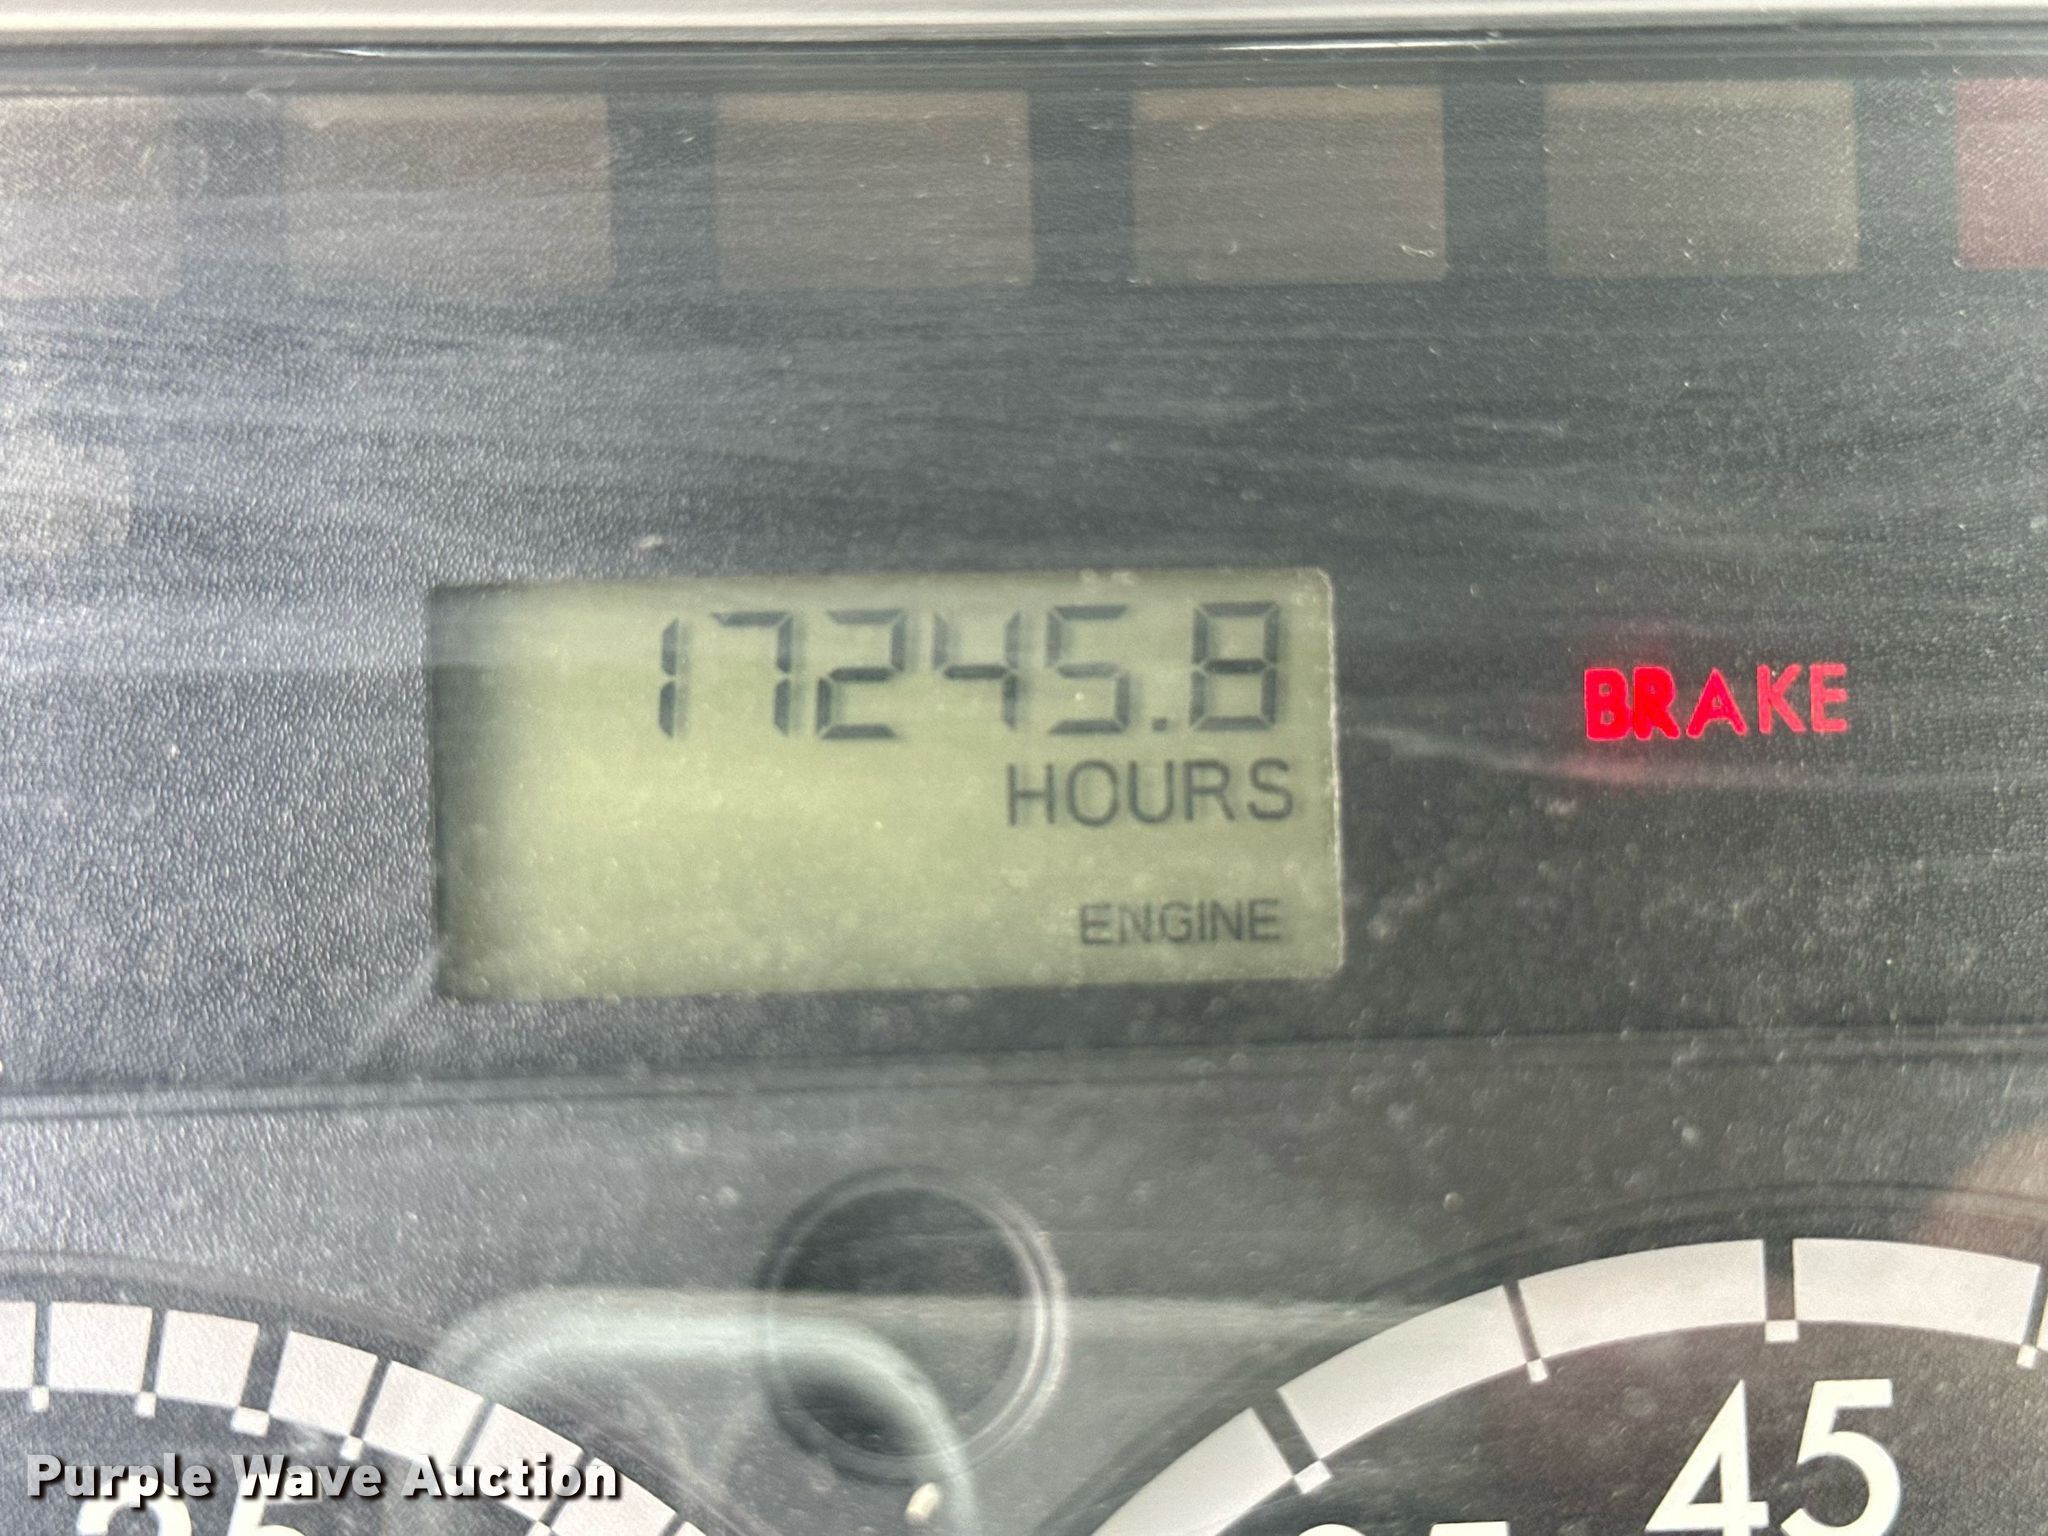 17245.8
HOURS
BRAKE
ENGINE
45
Purple Wave Auction